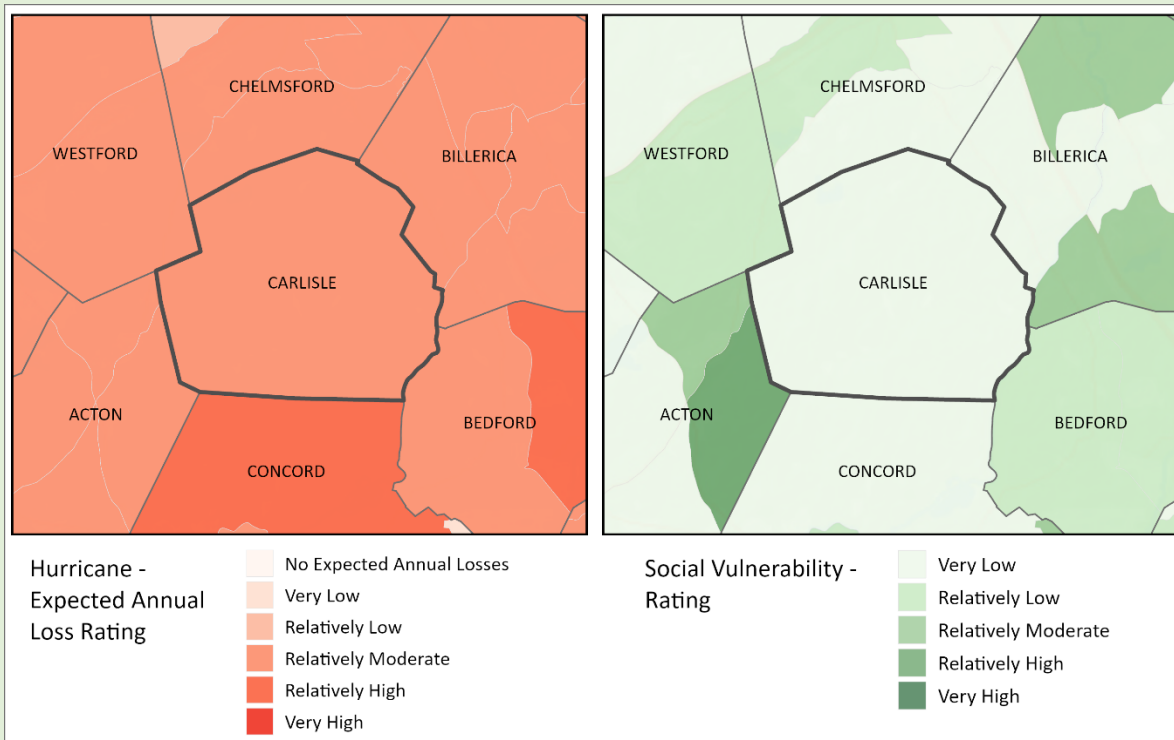 CHELMSFORD
WESTFORD
BILLERICA
CARLISLE
ACTON
BEDFORD
CONCORD
Hurricane -
Expected Annual
Loss Rating
No Expected Annual Losses
Very Low
Relatively Low
Relatively Moderate
Relatively High
Very High
CHELMSFORD
WESTFORD
BILLERICA
CARLISLE
ACTON
BEDFORD
CONCORD
Social Vulnerability -
Rating
Very Low
Relatively Low
Relatively Moderate
Relatively High
Very High